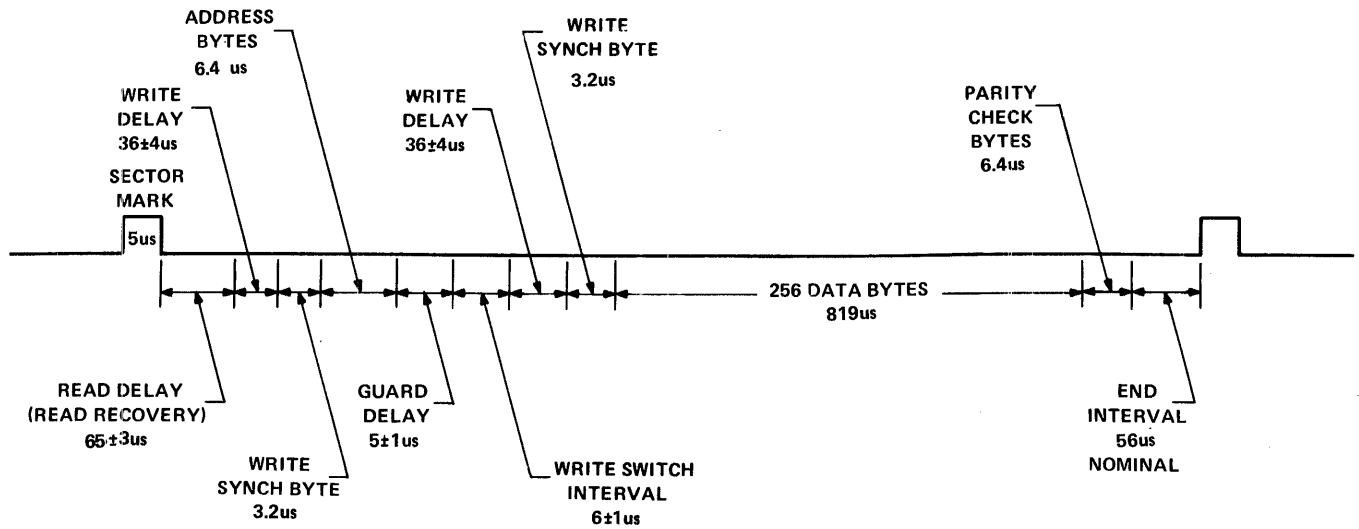 ADDRESS
BYTES
6.4 us
WRITE
SYNCH BYTE
3.2us
WRITE
DELAY
36±4us
WRITE
DELAY
36±4us
PARITY
CHECK
BYTES
6.4us
SECTOR
MARK
5us
256 DATA BYTES
819us
READ DELAY
(READ RECOVERY)
65±3us
GUARD
DELAY
5±1us
END
INTERVAL
56us
NOMINAL
WRITE
SYNCH BYTE
3.2us
WRITE SWITCH
INTERVAL
6±1us